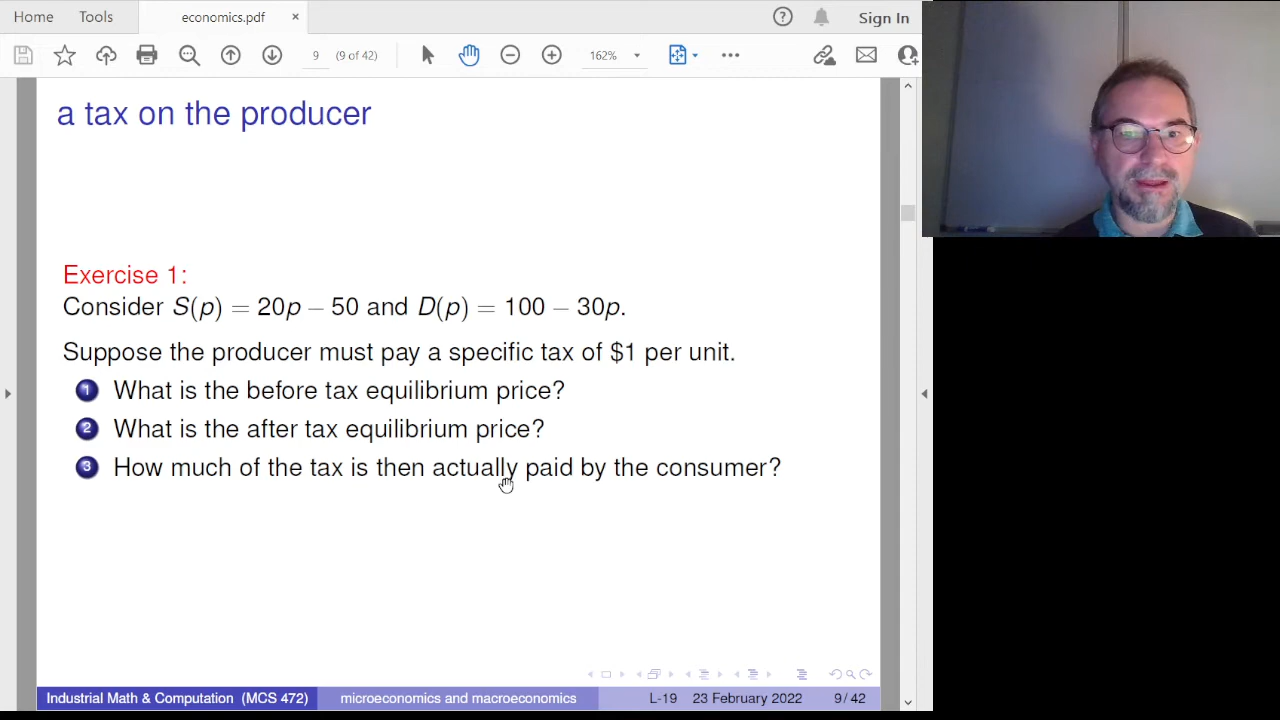 Home Tools economics.pdf × Sign In
9 (9 of 42) 162%
a tax on the producer
Exercise 1:
Consider S(p) = 20p − 50 and D(p) = 100 − 30p.
Suppose the producer must pay a specific tax of $1 per unit.
1 What is the before tax equilibrium price?
2 What is the after tax equilibrium price?
3 How much of the tax is then actually paid by the consumer?
Industrial Math & Computation (MCS 472) microeconomics and macroeconomics L-19 23 February 2022 9 / 42